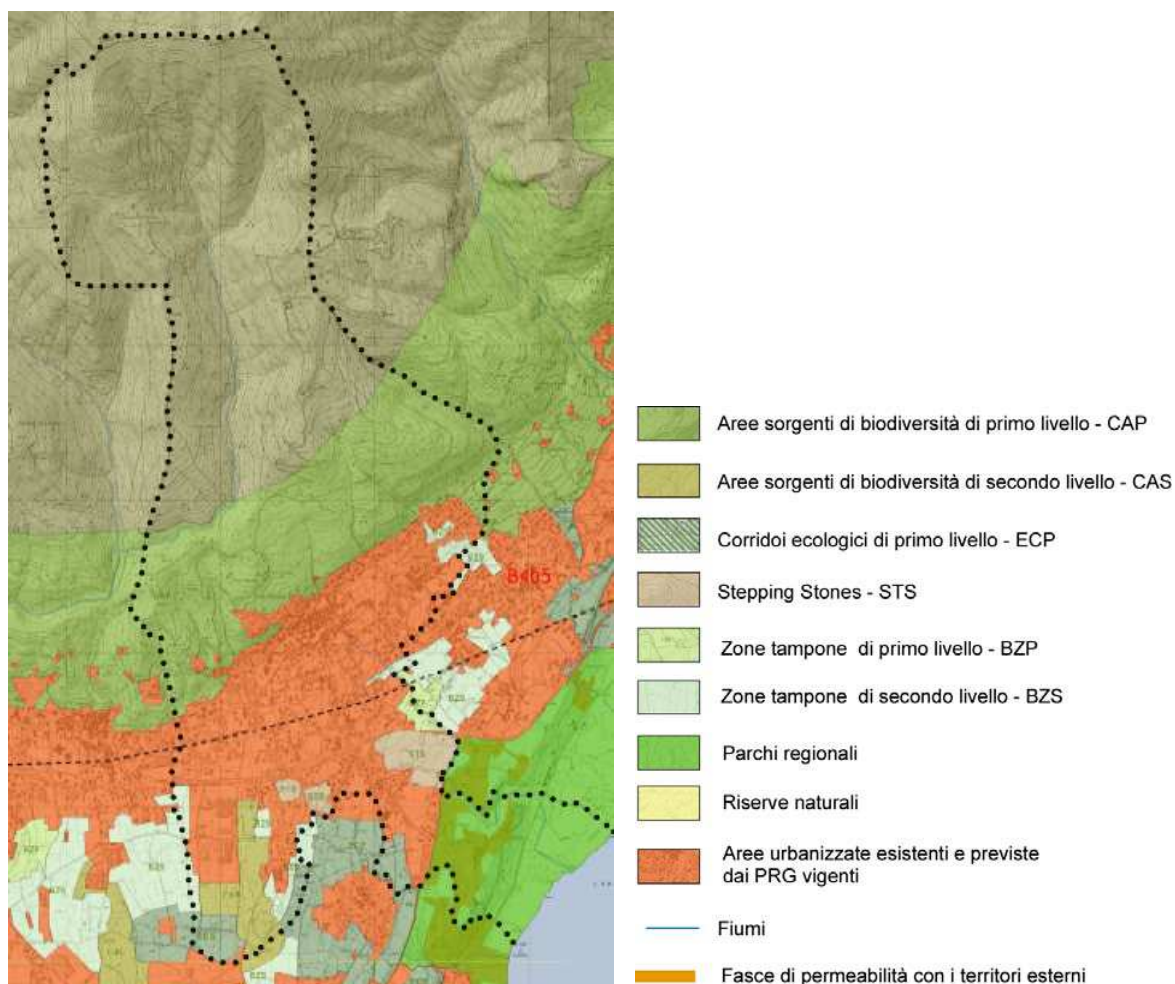 B405
BZS
BZS
STS
BZS
BZS
Aree sorgenti di biodiversità di primo livello - CAP
Aree sorgenti di biodiversità di secondo livello - CAS
Corridoi ecologici di primo livello - ECP
Stepping Stones - STS
Zone tampone di primo livello - BZP
Zone tampone di secondo livello - BZS
Parchi regionali
Riserve naturali
Aree urbanizzate esistenti e previste
dai PRG vigenti
Fiumi
Fasce di permeabilità con i territori esterni